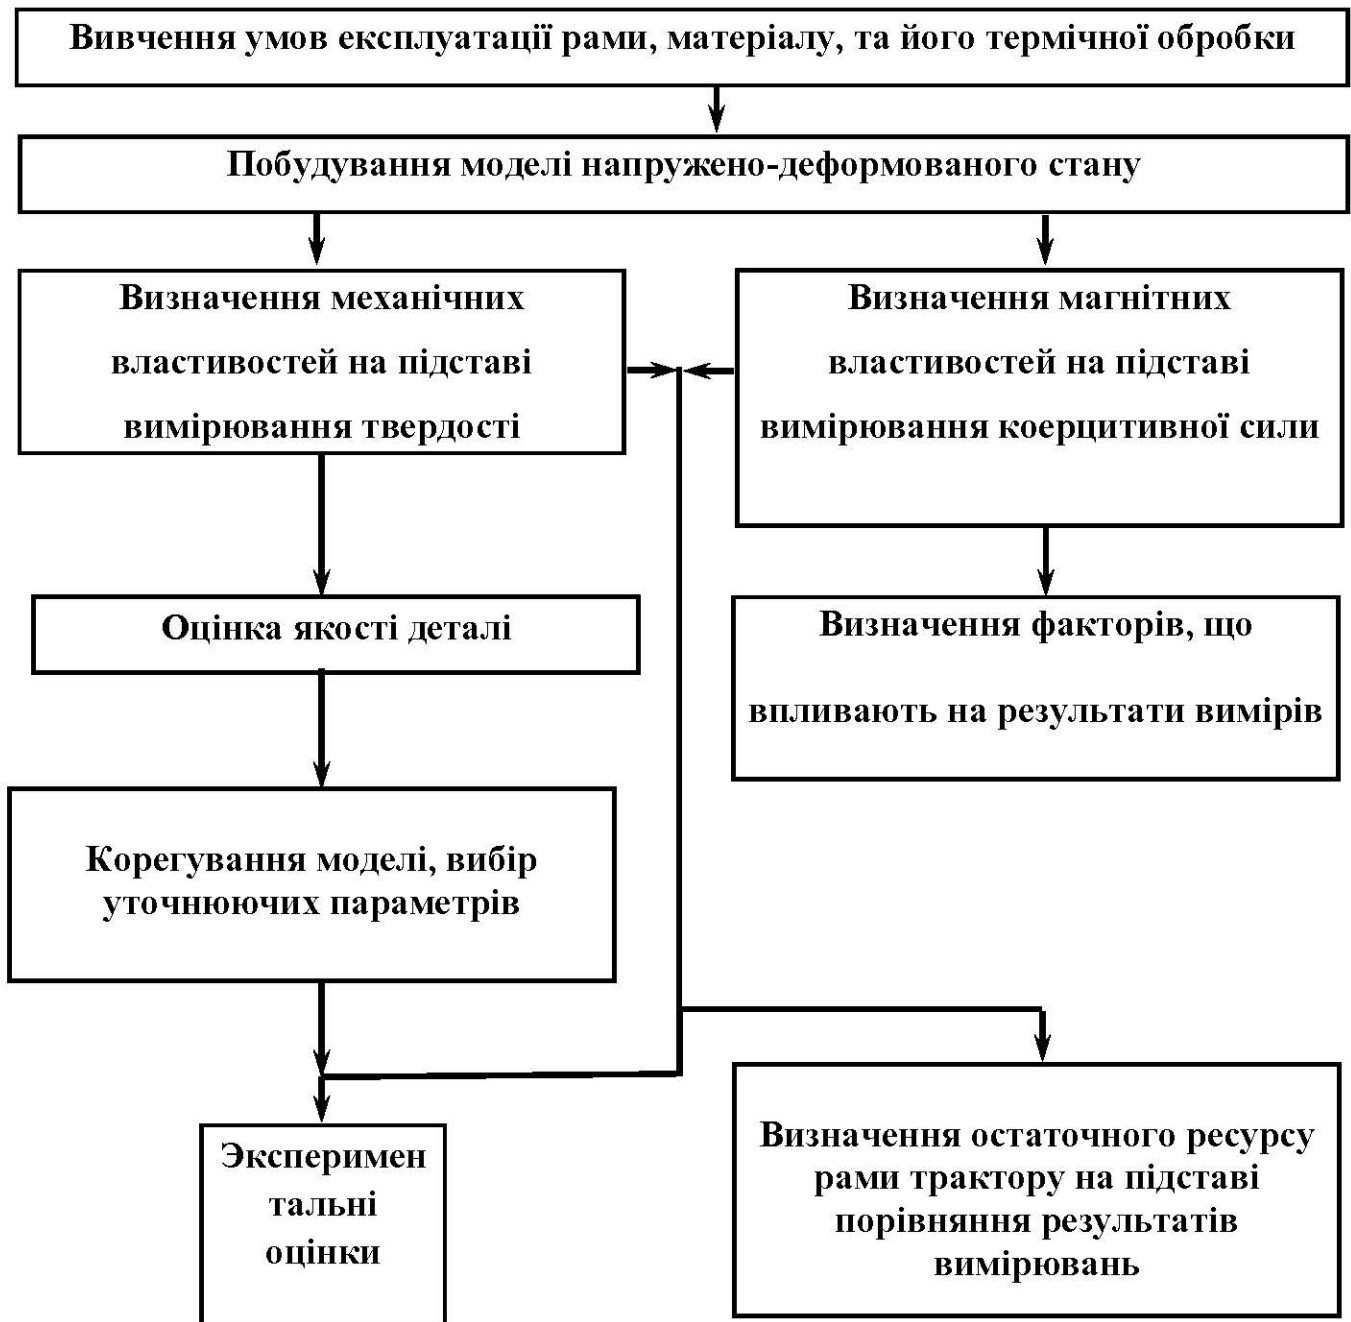 Вивчення умов експлуатації рами, матеріалу, та його термічної обробки
Побудування моделі напружено-деформованого стану
Визначення механічних
властивостей на підставі
вимірювання твердості
Визначення магнітних
властивостей на підставі
вимірювання коерцитивної сили
Оцінка якості деталі
Визначення факторів, що
впливають на результати вимірів
Корегування моделі, вибір
уточнюючих параметрів
Эксперимен
тальні
оцінки
Визначення остаточного ресурсу
рами трактору на підставі
порівняння результатів
вимірювань